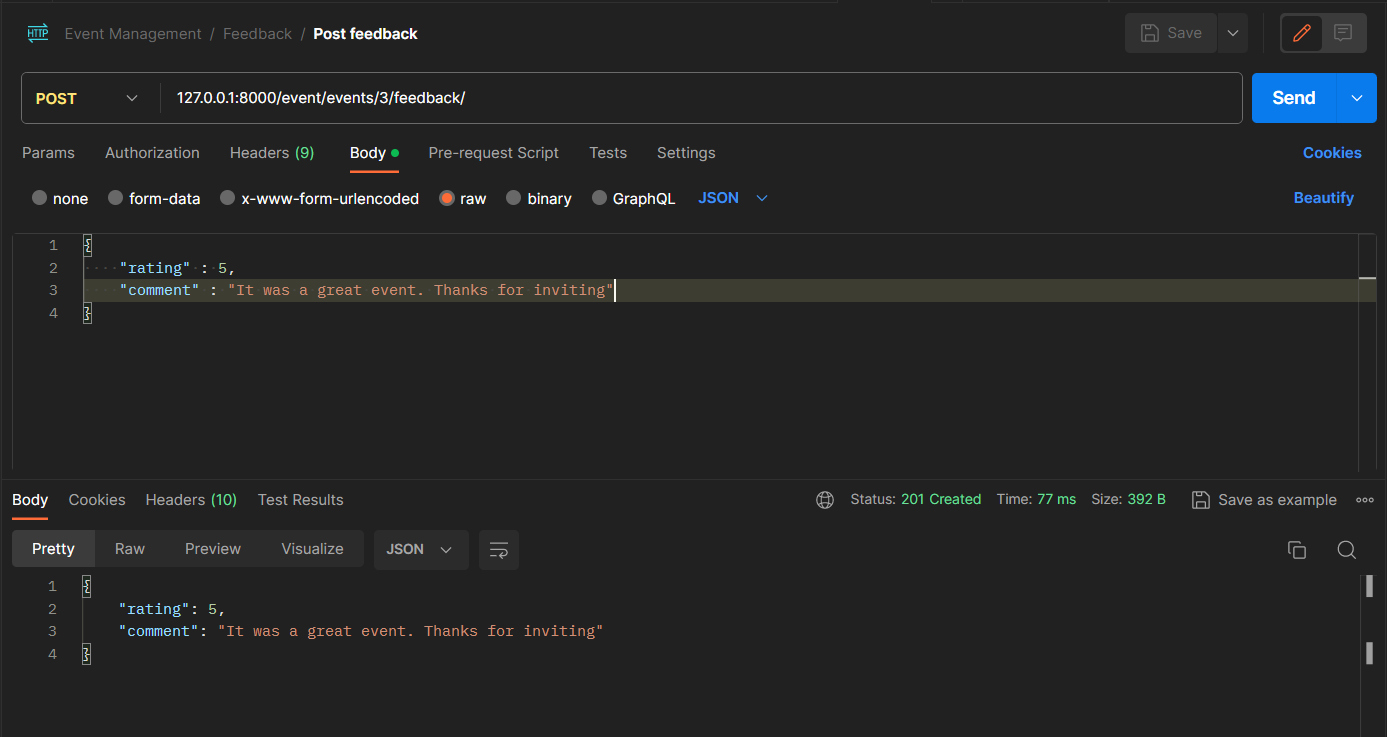 HTTP Event Management / Feedback / Post feedback Save
POST 127.0.0.1:8000/event/events/3/feedback/ Send
Params Authorization Headers (9) Body Pre-request Script Tests Settings Cookies
none form-data x-www-form-urlencoded raw binary GraphQL JSON Beautify
1 {
2 "rating" : 5,
3 "comment" : "It was a great event. Thanks for inviting"
4 }
Body Cookies Headers (10) Test Results Status: 201 Created Time: 77 ms Size: 392 B Save as example
Pretty Raw Preview Visualize JSON
1 {
2 "rating": 5,
3 "comment": "It was a great event. Thanks for inviting"
4 }